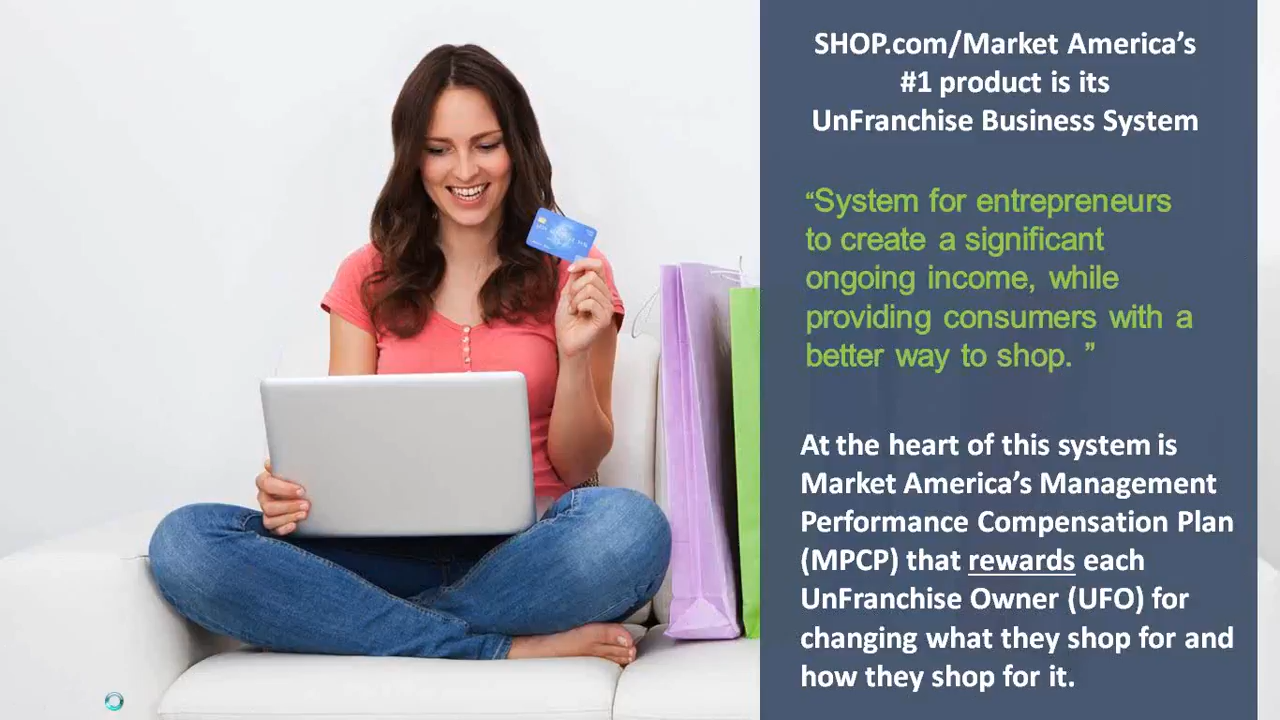 SHOP.com/Market America’s
#1 product is its
UnFranchise Business System
“System for entrepreneurs
to create a significant
ongoing income, while
providing consumers with a
better way to shop. ”
At the heart of this system is
Market America’s Management
Performance Compensation Plan
(MPCP) that rewards each
UnFranchise Owner (UFO) for
changing what they shop for and
how they shop for it.